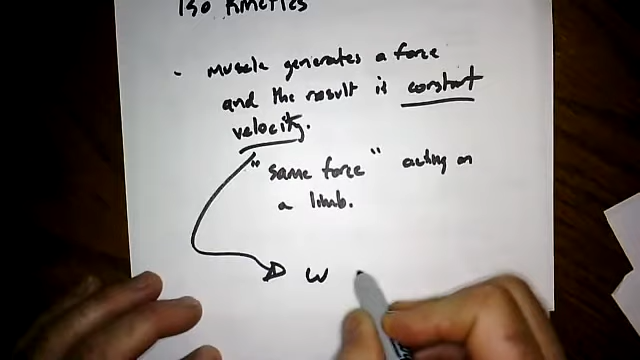 Iso Kinetics
- Muscle generates a force
and the result is constant
velocity.
"same force" acting on
a limb.
W